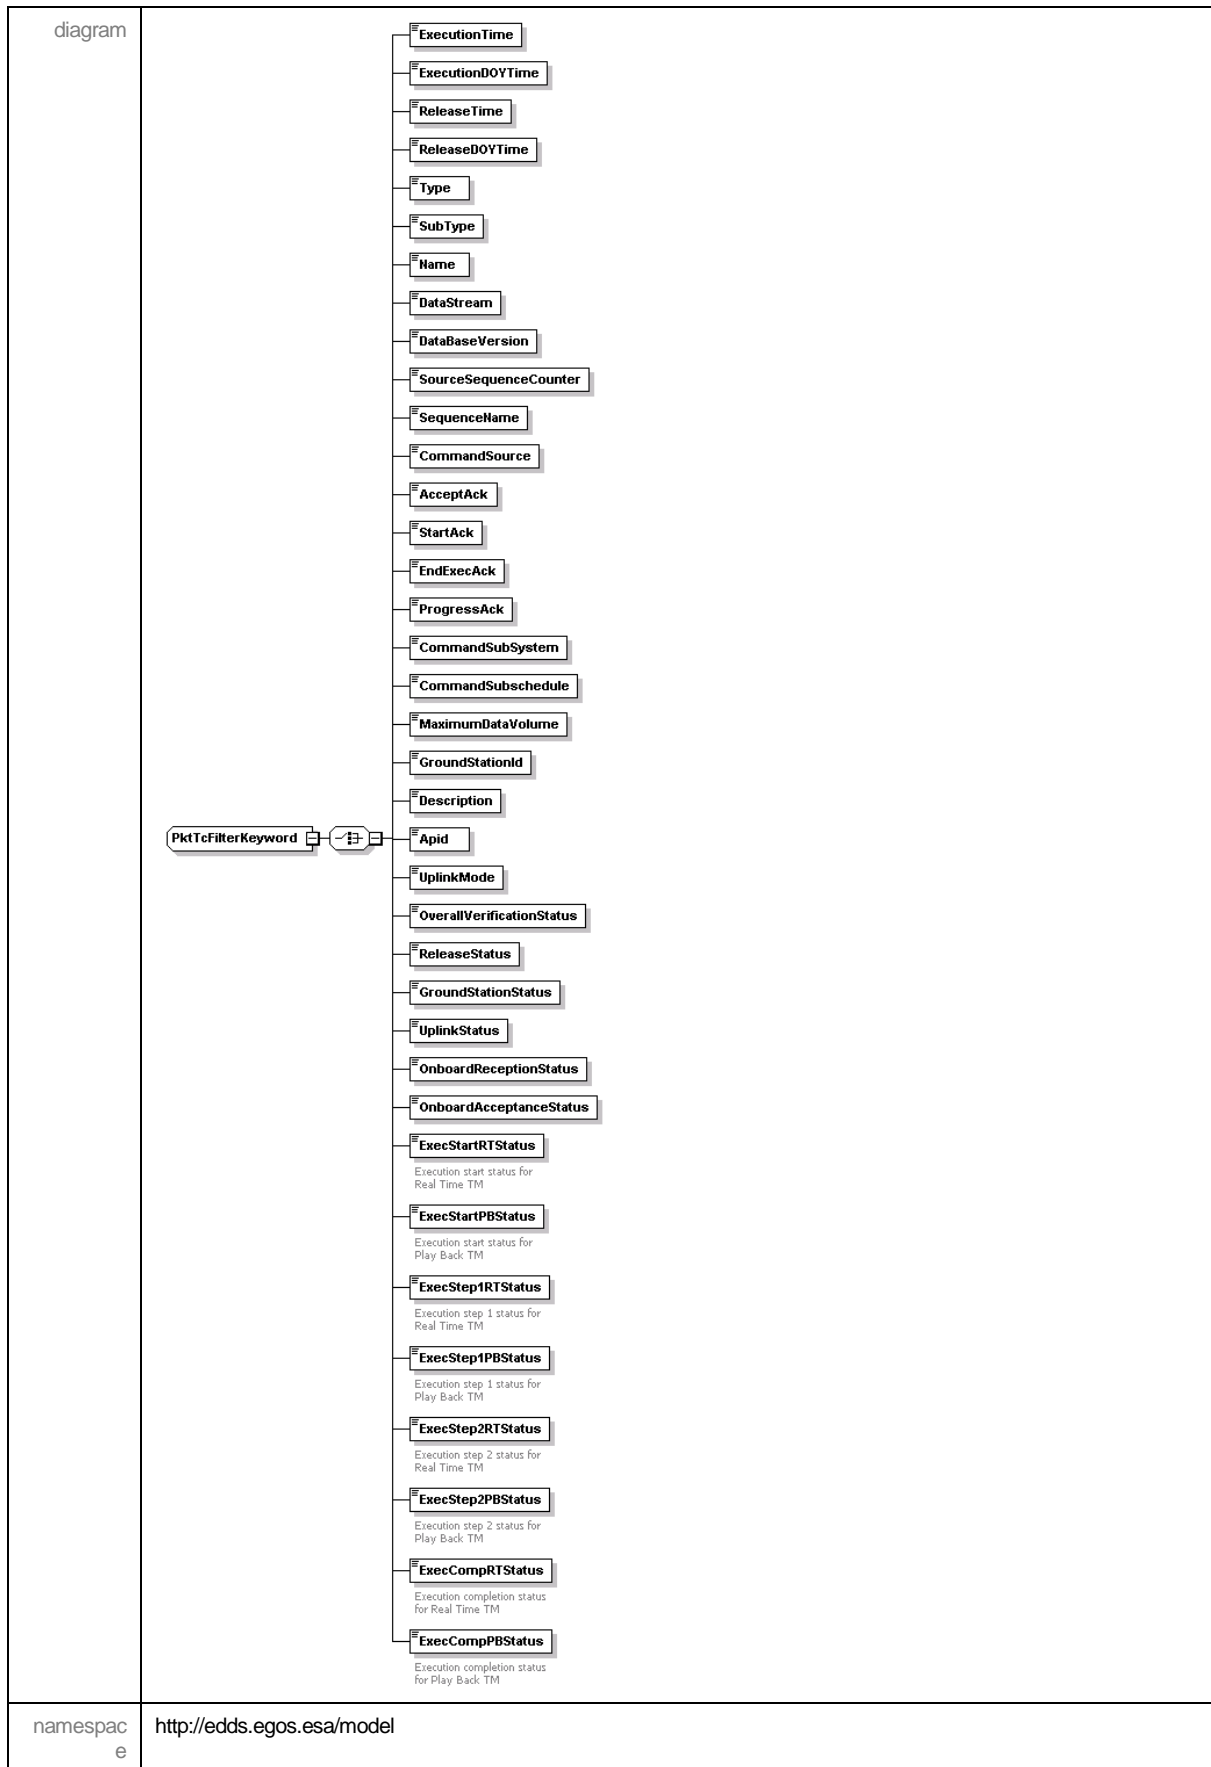 diagram
ExecutionTime
ExecutionDOYTime
ReleaseTime
ReleaseDOYTime
Type
SubType
Name
DataStream
DataBaseVersion
SourceSequenceCounter
SequenceName
CommandSource
AcceptAck
StartAck
EndExecAck
ProgressAck
CommandSubSystem
CommandSubschedule
MaximumDataVolume
GroundStationId
Description
PktTcFilterKeyword
Apid
UplinkMode
OverallVerificationStatus
ReleaseStatus
GroundStationStatus
UplinkStatus
OnboardReceptionStatus
OnboardAcceptanceStatus
ExecStartRTStatus
Execution start status for
Real Time TM
ExecStartPBStatus
Execution start status for
Play Back TM
ExecStep1RTStatus
Execution step 1 status for
Real Time TM
ExecStep1PBStatus
Execution step 1 status for
Play Back TM
ExecStep2RTStatus
Execution step 2 status for
Real Time TM
ExecStep2PBStatus
Execution step 2 status for
Play Back TM
ExecCompRTStatus
Execution completion status
for Real Time TM
ExecCompPBStatus
Execution completion status
for Play Back TM
namespac
e
http://edds.egos.esa/model